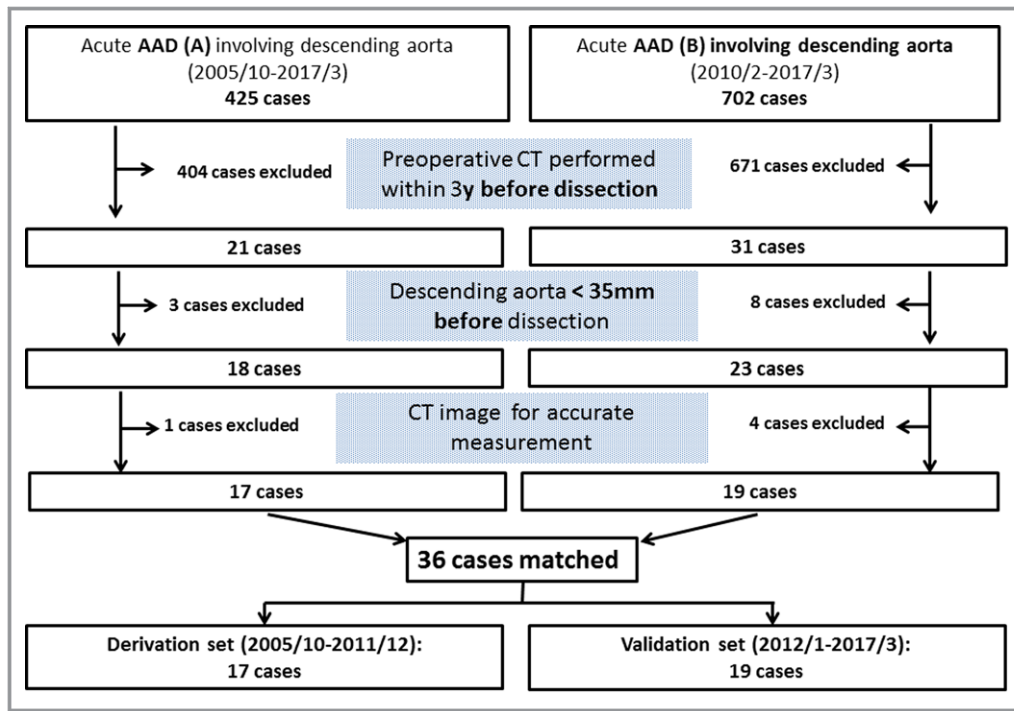 Acute AAD (A) involving descending aorta
(2005/10-2017/3)
425 cases
Acute AAD (B) involving descending aorta
(2010/2-2017/3)
702 cases
404 cases excluded
Preoperative CT performed
within 3y before dissection
671 cases excluded
21 cases
31 cases
3 cases excluded
Descending aorta < 35mm
before dissection
8 cases excluded
18 cases
23 cases
1 cases excluded
CT image for accurate
measurement
4 cases excluded
17 cases
19 cases
36 cases matched
Derivation set (2005/10-2011/12):
17 cases
Validation set (2012/1-2017/3):
19 cases